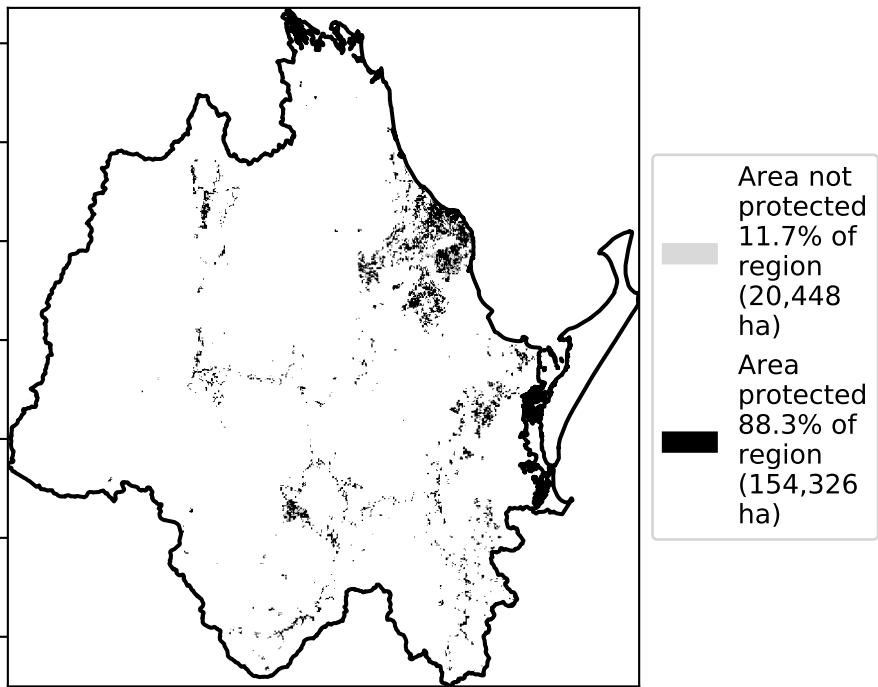 Area not
protected
11.7% of
region
(20,448
ha)
Area
protected
88.3% of
region
(154,326
ha)